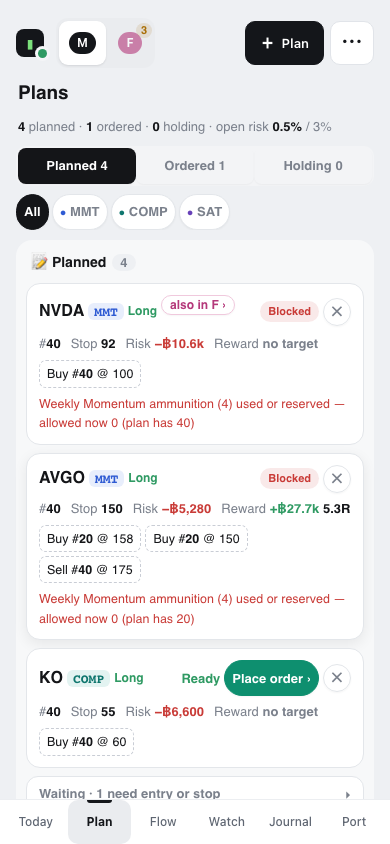 M F 3 + Plan ...
Plans
4 planned · 1 ordered · 0 holding · open risk 0.5% / 3%
Planned 4 Ordered 1 Holding 0
All • MMT • COMP • SAT
📝 Planned 4
NVDA MMT Long also in F › Blocked ✕
#40 Stop 92 Risk −฿10.6k Reward no target
Buy #40 @ 100
Weekly Momentum ammunition (4) used or reserved —
allowed now 0 (plan has 40)
AVGO MMT Long Blocked ✕
#40 Stop 150 Risk −฿5,280 Reward +฿27.7k 5.3R
Buy #20 @ 158 Buy #20 @ 150
Sell #40 @ 175
Weekly Momentum ammunition (4) used or reserved —
allowed now 0 (plan has 20)
KO COMP Long Ready Place order › ✕
#40 Stop 55 Risk −฿6,600 Reward no target
Buy #40 @ 60
Waiting · 1 need entry or stop ›
Today Plan Flow Watch Journal Port